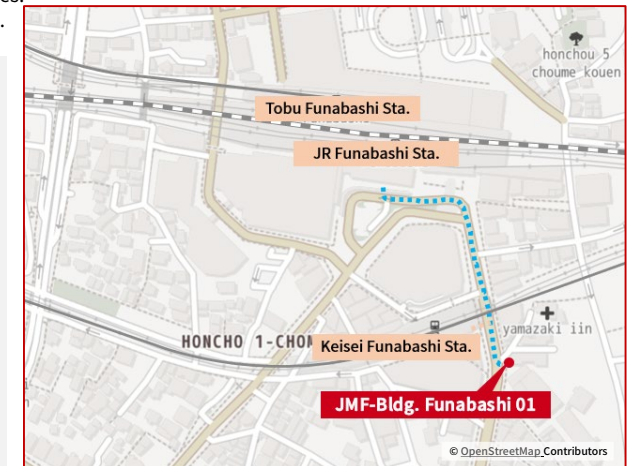 es.
.
honchou 5
choume kouen
Tobu Funabashi Sta.
JR Funabashi Sta.
yamazaki iin
HONCHO 1-CHOM
Keisei Funabashi Sta.
JMF-Bldg. Funabashi 01
© OpenStreetMap Contributors